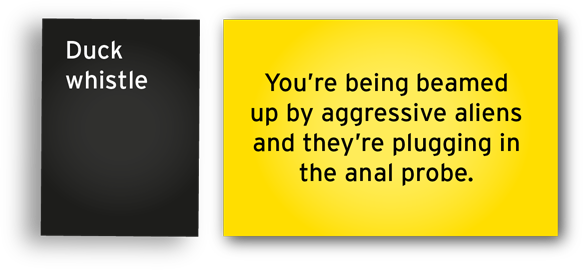 Duck
whistle
You’re being beamed
up by aggressive aliens
and they’re plugging in
the anal probe.